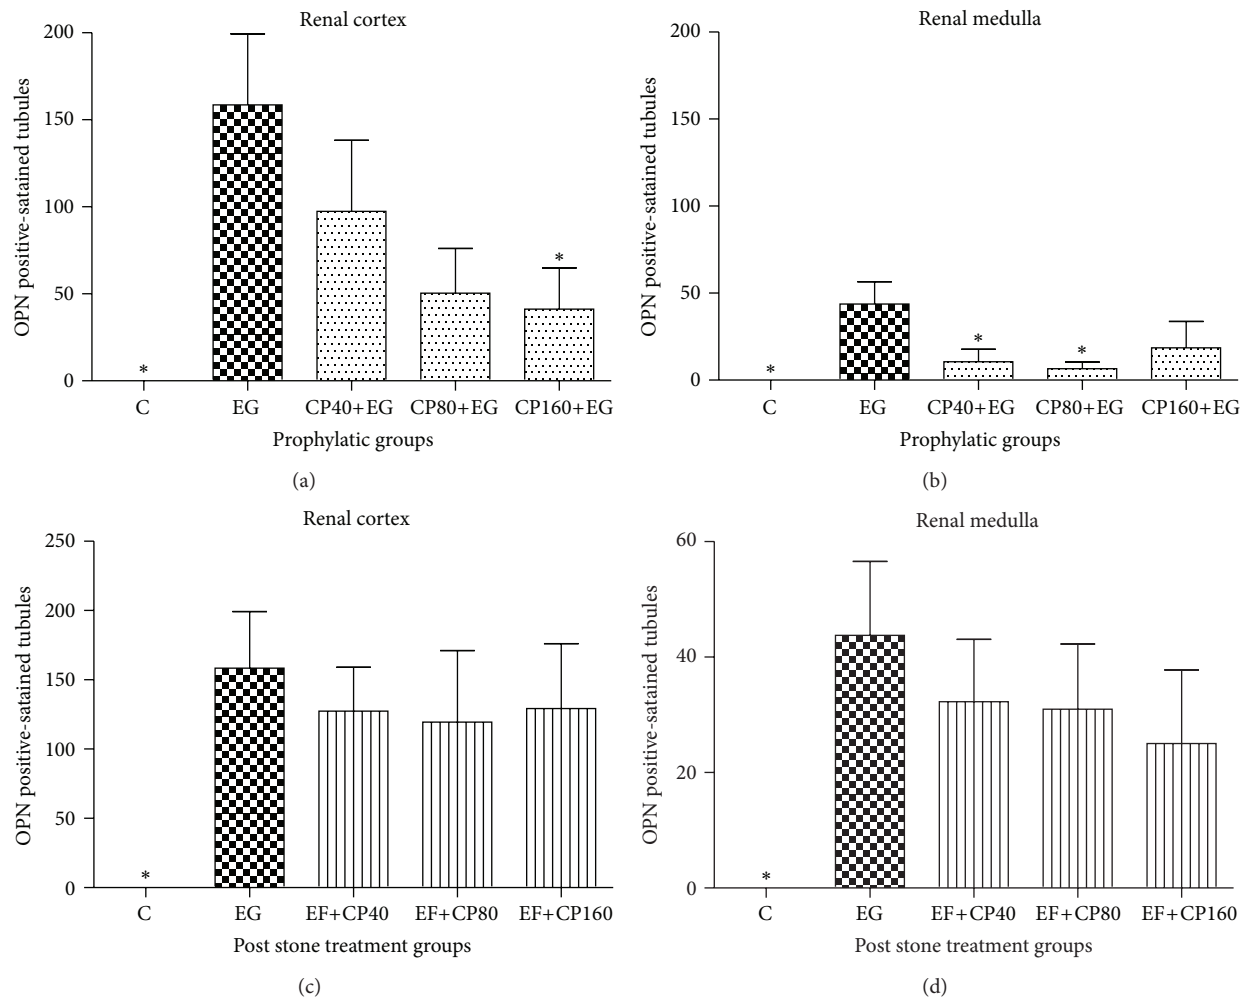 Renal cortex
200
150
100
50
0
OPN positive-satained tubules
*
*
C
EG
CP40+EG
CP80+EG
CP160+EG
Prophylatic groups
(a)
Renal medulla
200
150
100
50
0
OPN positive-satained tubules
*
*
*
C
EG
CP40+EG
CP80+EG
CP160+EG
Prophylatic groups
(b)
Renal cortex
250
200
150
100
50
0
OPN positive-satained tubules
*
C
EG
EF+CP40
EF+CP80
EF+CP160
Post stone treatment groups
(c)
Renal medulla
60
40
20
0
OPN positive-satained tubules
*
C
EG
EF+CP40
EF+CP80
EF+CP160
Post stone treatment groups
(d)